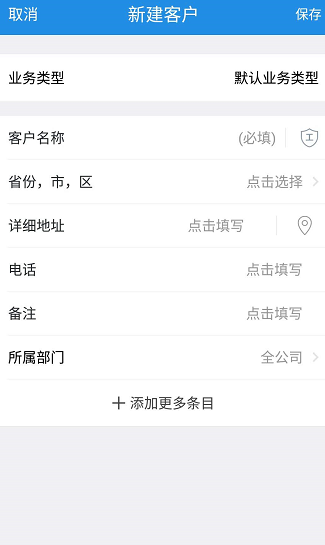 取消 新建客户 保存
业务类型 默认业务类型
客户名称 (必填)
省份，市，区 点击选择
详细地址 点击填写
电话 点击填写
备注 点击填写
所属部门 全公司
添加更多条目